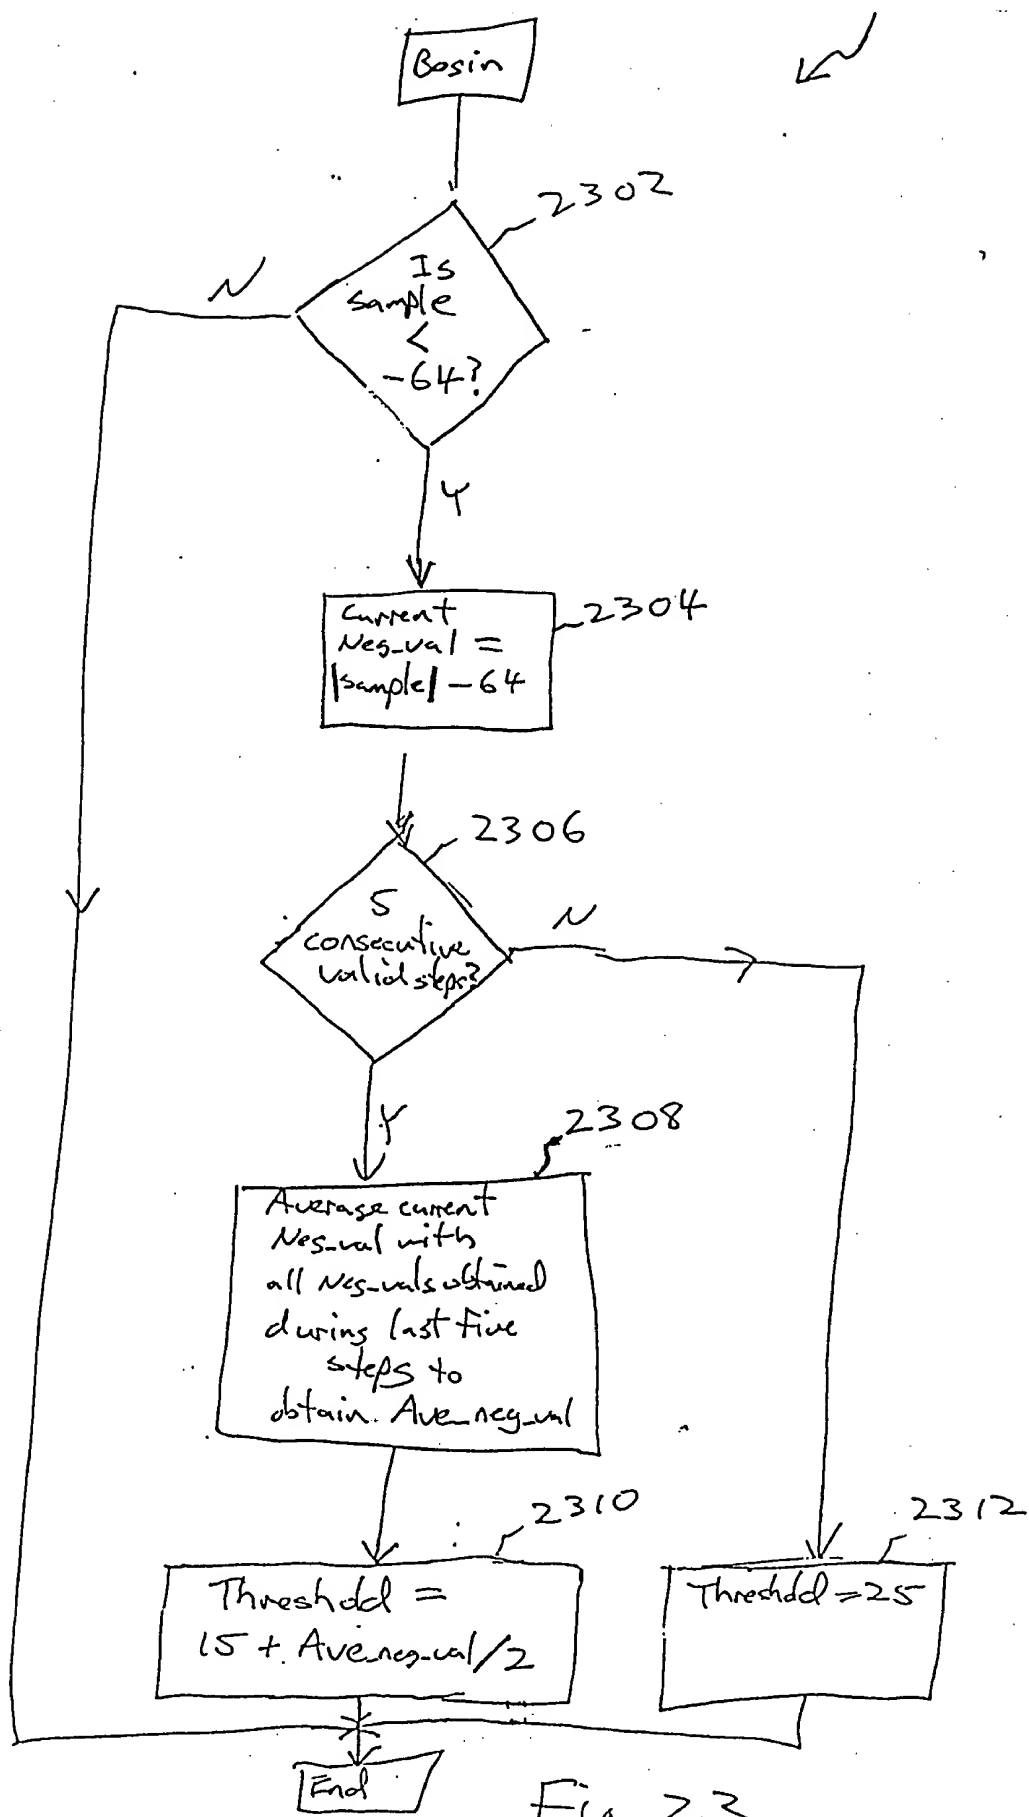 Begin
2302
N
Is
sample
<
-64?
Y
Current
Neg_val =
|sample| - 64
2304
2306
5
consecutive
valid steps?
N
Y
2308
Average current
Neg_val with
all Neg_vals obtained
during last five
steps to
obtain Ave_neg_val
2310
Threshold =
15 + Ave_neg_val/2
2312
Threshold = 25
End
Fig 23